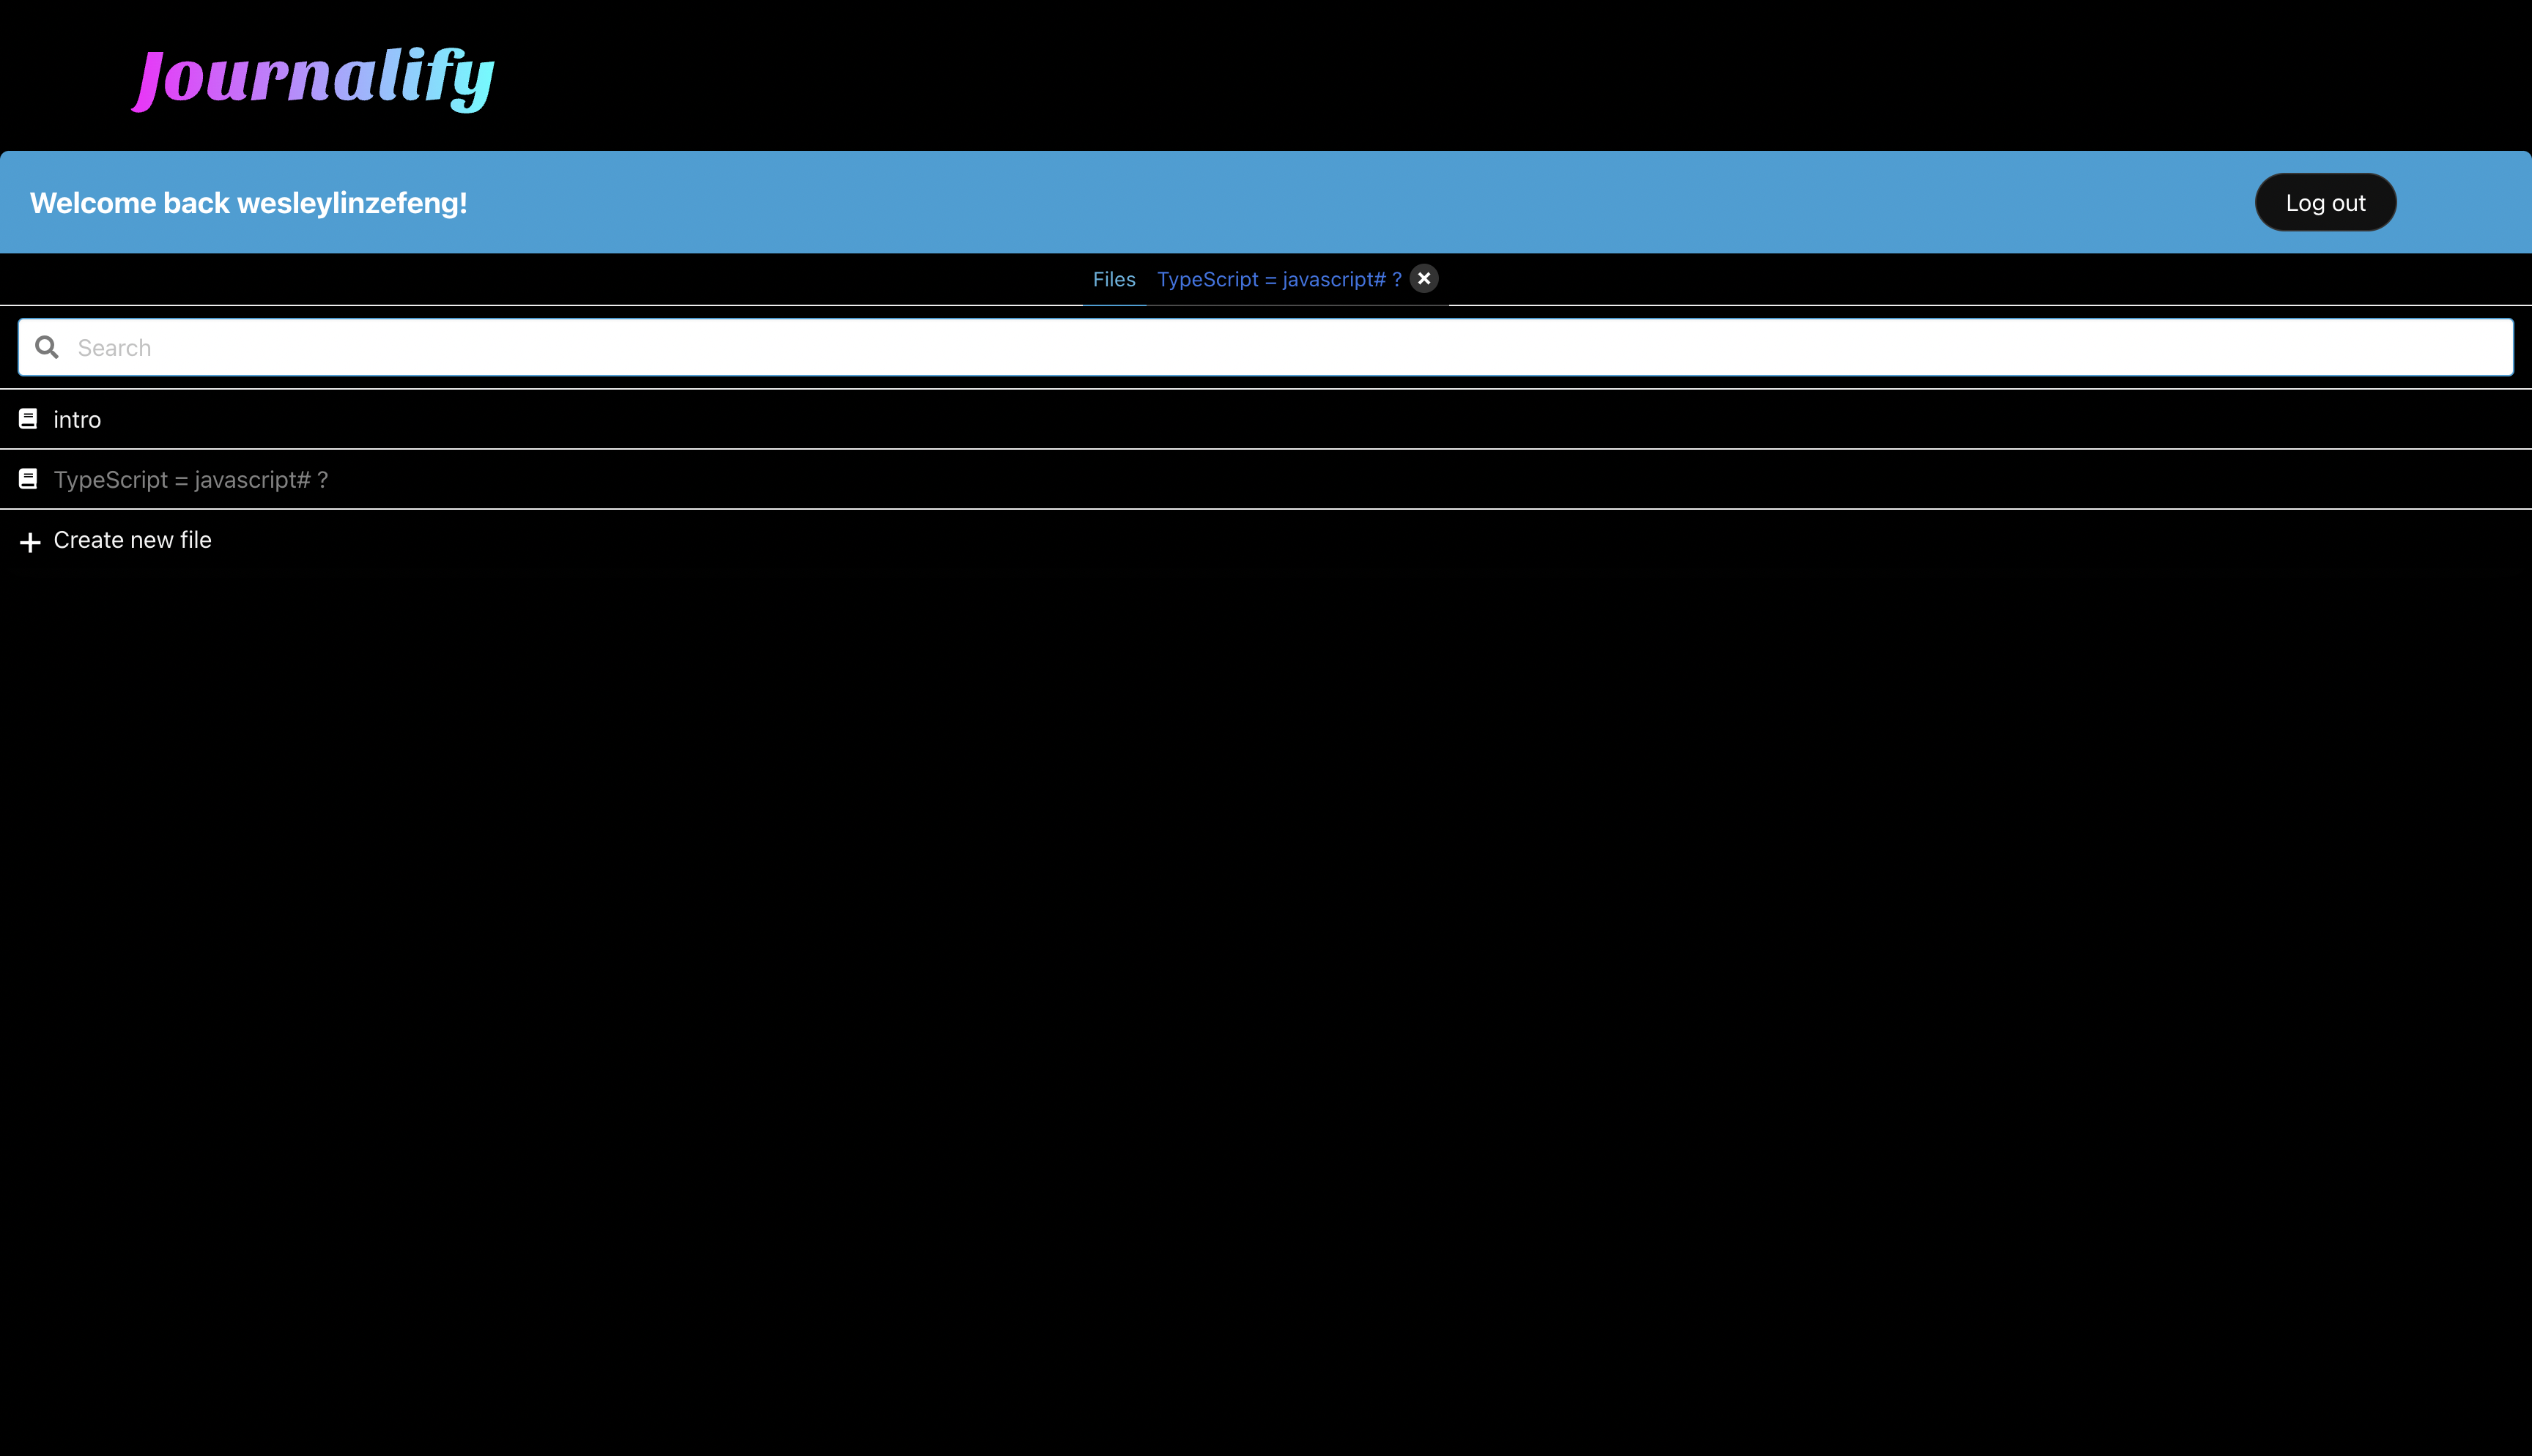 Journalify
Welcome back wesleylinzefeng!
Log out
Files TypeScript = javascript# ?
Search
intro
TypeScript = javascript# ?
Create new file